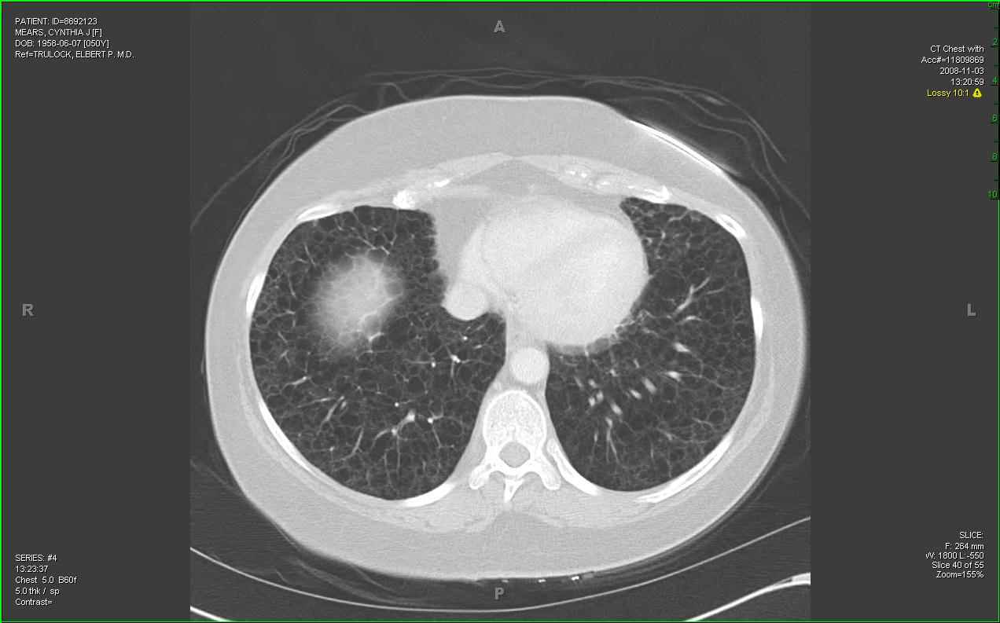 PATIENT: ID=8692123
MEARS, CYNTHIA J [F]
DOB: 1958-06-07 [050Y]
Ref=TRULOCK, ELBERT P. M.D.
A
cm
2
4
6
8
10
CT Chest with
Acc#=11809869
2008-11-03
13:20:59
Lossy 10:1
R
L
SERIES: #4
13:23:37
Chest 5.0 B60f
5.0 thk / sp
Contrast=
P
SLICE:
F: 264 mm
W: 1800 L:-550
Slice 40 of 55
Zoom=155%